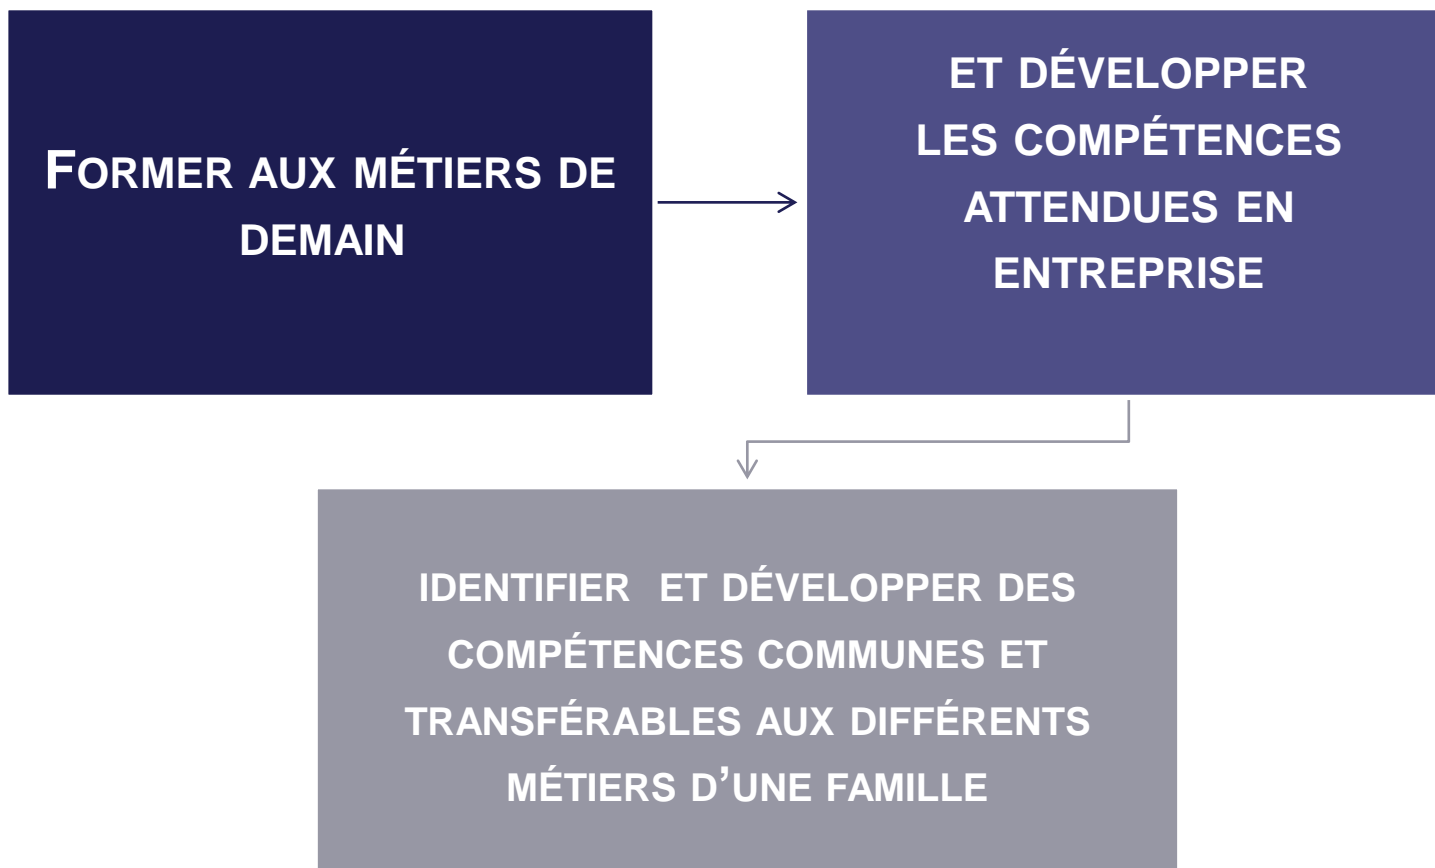 FORMER AUX MÉTIERS DE
DEMAIN
ET DÉVELOPPER
LES COMPÉTENCES
ATTENDUES EN
ENTREPRISE
IDENTIFIER ET DÉVELOPPER DES
COMPÉTENCES COMMUNES ET
TRANSFÉRABLES AUX DIFFÉRENTS
MÉTIERS D’UNE FAMILLE